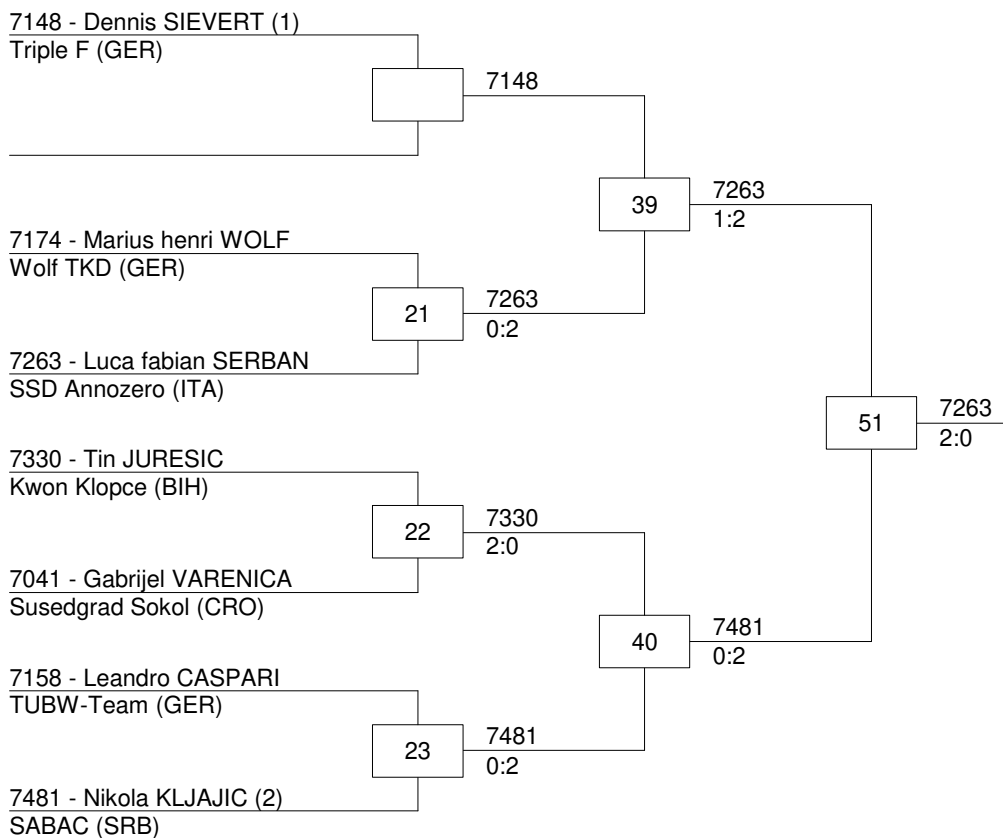 7148 - Dennis SIEVERT (1)
Triple F (GER)
7148
39
7263
1:2
7174 - Marius henri WOLF
Wolf TKD (GER)
21
7263
0:2
7263 - Luca fabian SERBAN
SSD Annozero (ITA)
51
7263
2:0
7330 - Tin JURESIC
Kwon Klopce (BIH)
22
7330
2:0
7041 - Gabrijel VARENICA
Susedgrad Sokol (CRO)
40
7481
0:2
7158 - Leandro CASPARI
TUBW-Team (GER)
23
7481
0:2
7481 - Nikola KLJAJIC (2)
SABAC (SRB)